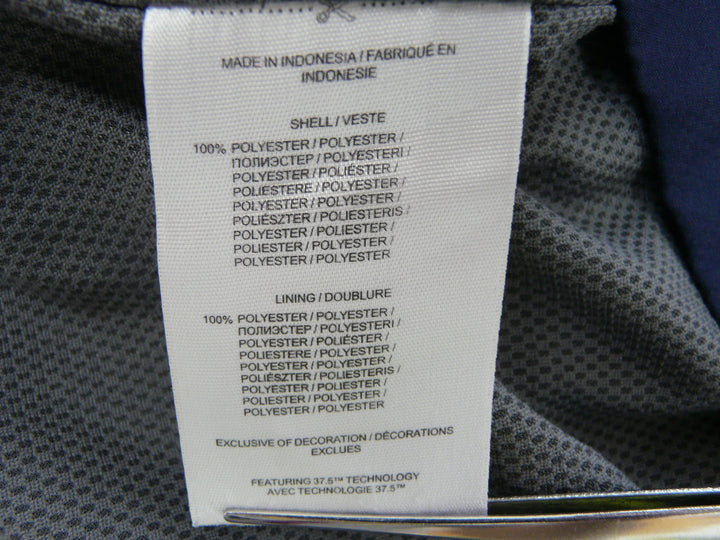 MADE IN INDONESIA / FABRIQUÉ EN
INDONESIE
SHELL / VESTE
100% POLYESTER / POLYESTER /
ПОЛИЭСТЕР / POLYESTERI /
POLYESTER / POLIÉSTER /
POLIESTERE / POLYESTER /
POLYESTER / POLYESTER /
POLIÉSZTER / POLIESTERIS /
POLYESTER / POLYESTER /
POLIESTER / POLYESTER /
POLYESTER / POLYESTER
LINING / DOUBLURE
100% POLYESTER / POLYESTER /
ПОЛИЭСТЕР / POLYESTERI /
POLYESTER / POLIÉSTER /
POLIESTERE / POLYESTER /
POLYESTER / POLYESTER /
POLIÉSZTER / POLIESTERIS /
POLYESTER / POLYESTER /
POLIESTER / POLYESTER /
POLYESTER / POLYESTER
EXCLUSIVE OF DECORATION / DÉCORATIONS
EXCLUES
FEATURING 37.5™ TECHNOLOGY
AVEC TECHNOLOGIE 37.5™